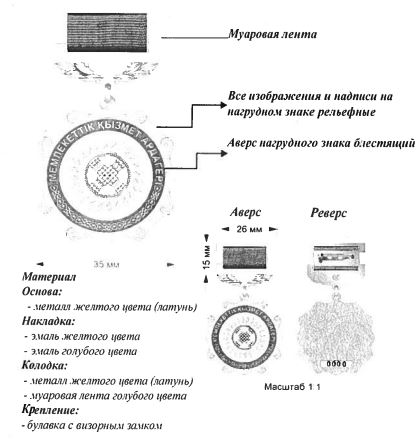 Муаровая лента
Все изображения и надписи на
нагрудном знаке рельефные
Аверс нагрудного знака блестящий
МЕМЛЕКЕТТІК ҚЫЗМЕТ АРДАГЕРІ
35 мм
Аверс
Реверс
26 мм
15 мм
0000
Масштаб 1:1
Материал
Основа:
- металл желтого цвета (латунь)
Накладка:
- эмаль желтого цвета
- эмаль голубого цвета
Колодка:
- металл желтого цвета (латунь)
- муаровая лента голубого цвета
Крепление:
- булавка с визорным замком